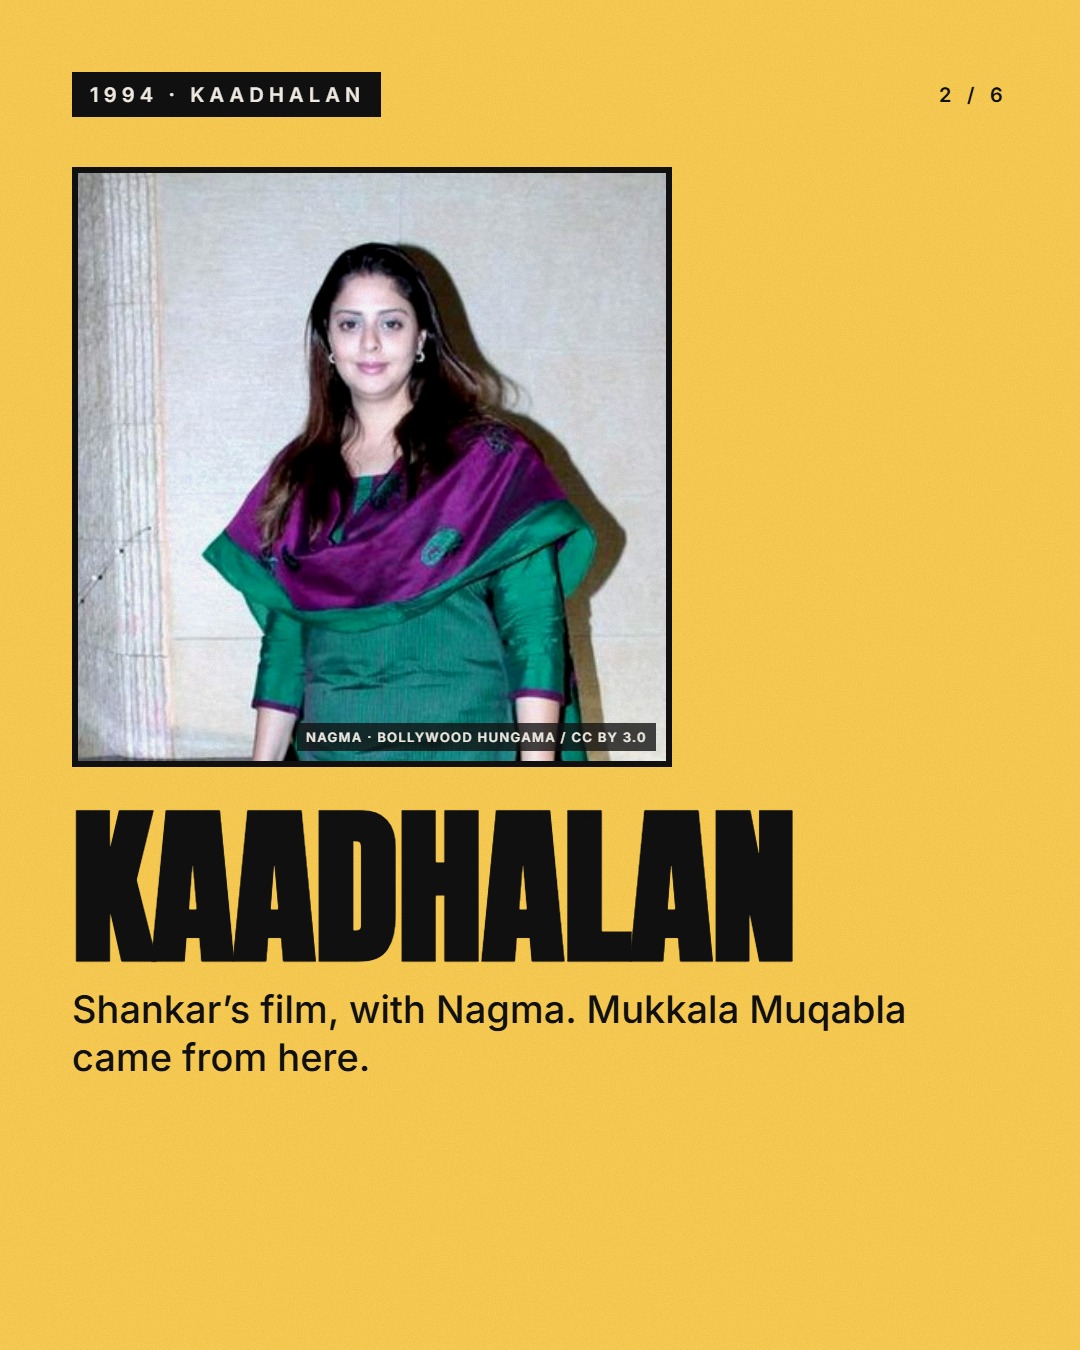 1994 · KAADHALAN
2 / 6
NAGMA · BOLLYWOOD HUNGAMA / CC BY 3.0
KAADHALAN
Shankar’s film, with Nagma. Mukkala Muqabla
came from here.